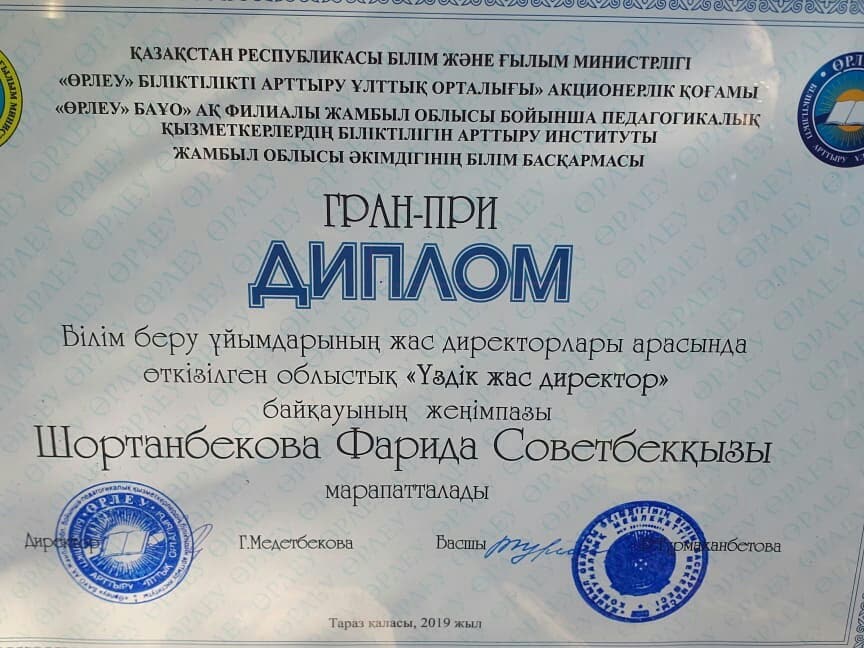 ҚАЗАҚСТАН РЕСПУБЛИКАСЫ БІЛІМ ЖӘНЕ ҒЫЛЫМ МИНИСТРЛІГІ
«ӨРЛЕУ» БІЛІКТІЛІКТІ АРТТЫРУ ҰЛТТЫҚ ОРТАЛЫҒЫ» АКЦИОНЕРЛІК ҚОҒАМЫ
«ӨРЛЕУ» БАҰО» АҚ ФИЛИАЛЫ ЖАМБЫЛ ОБЛЫСЫ БОЙЫНША ПЕДАГОГИКАЛЫҚ
ҚЫЗМЕТКЕРЛЕРДІҢ БІЛІКТІЛІГІН АРТТЫРУ ИНСТИТУТЫ
ЖАМБЫЛ ОБЛЫСЫ ӘКІМДІГІНІҢ БІЛІМ БАСҚАРМАСЫ
ГРАН-ПРИ
ДИПЛОМ
Білім беру ұйымдарының жас директорлары арасында
өткізілген облыстық «Үздік жас директор»
байқауының жеңімпазы
Шортанбекова Фарида Советбекқызы
марапатталады
Директор Г.Медетбекова Басшы
Тараз қаласы, 2019 жыл